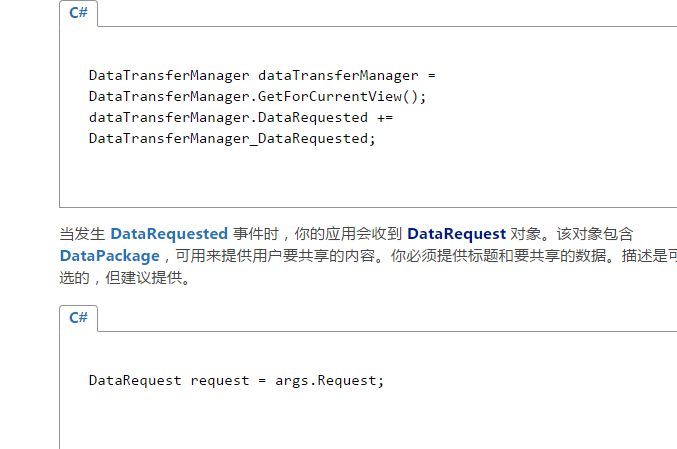 C#
DataTransferManager dataTransferManager =
DataTransferManager.GetForCurrentView();
dataTransferManager.DataRequested +=
DataTransferManager_DataRequested;
当发生 DataRequested 事件时，你的应用会收到 DataRequest 对象。该对象包含
DataPackage，可用来提供用户要共享的内容。你必须提供标题和要共享的数据。描述是可
选的，但建议提供。
C#
DataRequest request = args.Request;